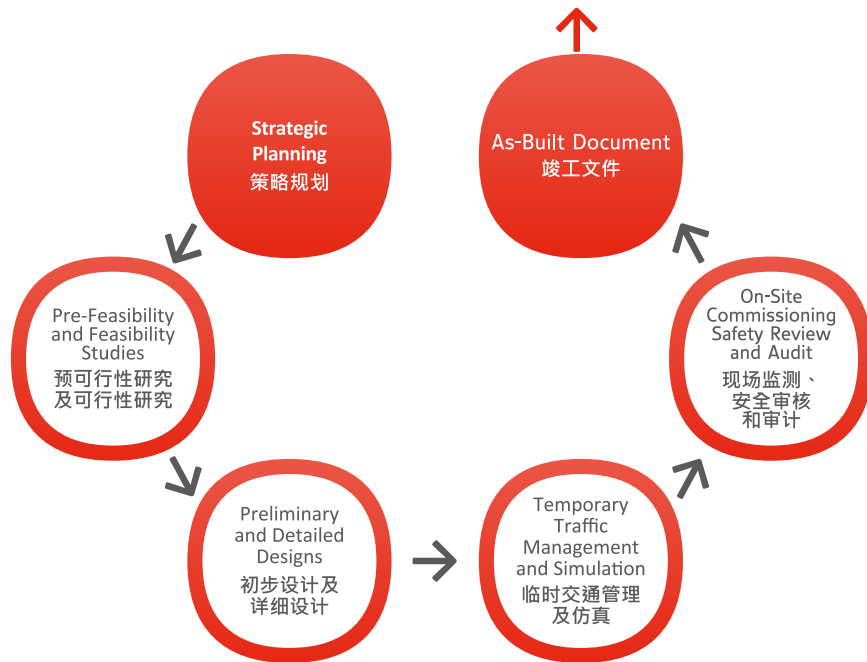 Strategic
Planning
策略规划
Pre-Feasibility
and Feasibility
Studies
预可行性研究
及可行性研究
Preliminary
and Detailed
Designs
初步设计及
详细设计
Temporary
Traffic
Management
and Simulation
临时交通管理
及仿真
On-Site
Commissioning
Safety Review
and Audit
现场监测、
安全审核
和审计
As-Built Document
竣工文件